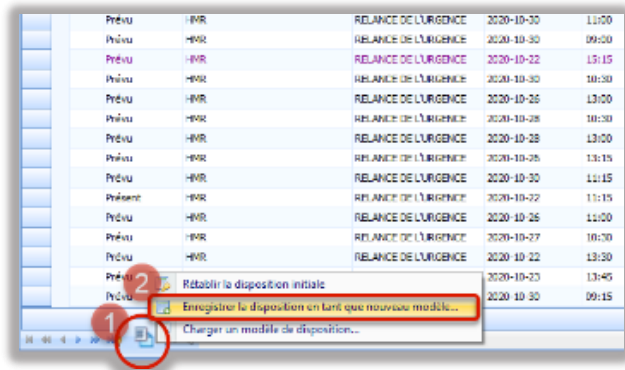 Prévu HMR RELANCE DE L'URGENCE 2020-10-30 11:00
Prévu HMR RELANCE DE L'URGENCE 2020-10-30 09:00
Prévu HMR RELANCE DE L'URGENCE 2020-10-22 15:15
Prévu HMR RELANCE DE L'URGENCE 2020-10-30 10:30
Prévu HMR RELANCE DE L'URGENCE 2020-10-26 13:00
Prévu HMR RELANCE DE L'URGENCE 2020-10-28 10:30
Prévu HMR RELANCE DE L'URGENCE 2020-10-28 13:00
Prévu HMR RELANCE DE L'URGENCE 2020-10-26 13:15
Prévu HMR RELANCE DE L'URGENCE 2020-10-30 11:15
Présent HMR RELANCE DE L'URGENCE 2020-10-22 11:15
Prévu HMR RELANCE DE L'URGENCE 2020-10-26 11:00
Prévu HMR RELANCE DE L'URGENCE 2020-10-27 10:30
Prévu HMR RELANCE DE L'URGENCE 2020-10-22 13:30
Prévu 2020-10-23 13:45
2 Rétablir la disposition initiale
Prévu 2020-10-30 09:15
Enregistrer la disposition en tant que nouveau modèle...
1 Charger un modèle de disposition...